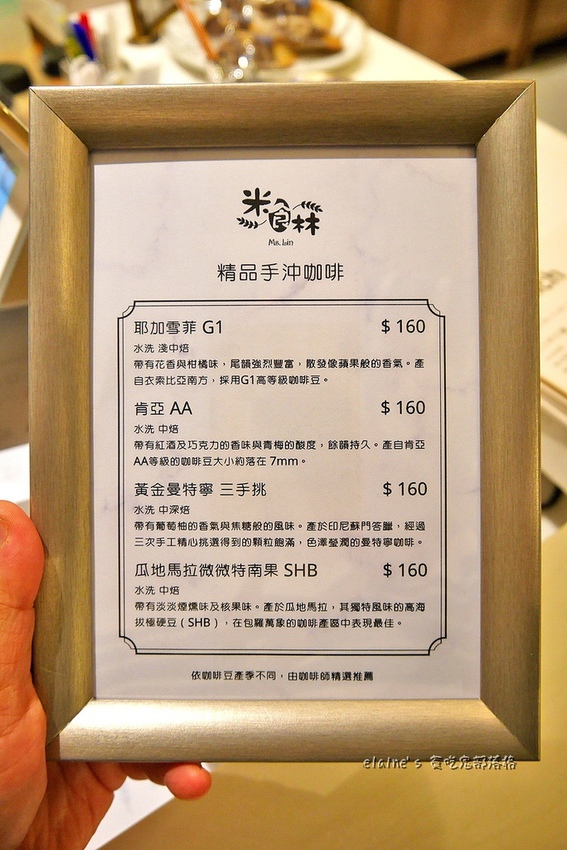 米食林
Ms. Lin
精品手沖咖啡
耶加雪菲 G1 $ 160
水洗 淺中焙
帶有花香與柑橘味，尾韻強烈豐富，散發像蘋果般的香氣。產
自衣索比亞南方，採用G1高等級咖啡豆。
肯亞 AA $ 160
水洗 中焙
帶有紅酒及巧克力的香味與青梅的酸度，餘韻持久。產自肯亞
AA等級的咖啡豆大小約落在 7mm。
黃金曼特寧 三手挑 $ 160
水洗 中深焙
帶有葡萄柚的香氣與焦糖般的風味。產於印尼蘇門答臘，經過
三次手工精心挑選得到的顆粒飽滿，色澤瑩潤的曼特寧咖啡。
瓜地馬拉微微特南果 SHB $ 160
水洗 中焙
帶有淡淡煙燻味及核果味。產於瓜地馬拉，其獨特風味的高海
拔極硬豆（SHB），在包羅萬象的咖啡產區中表現最佳。
依咖啡豆產季不同，由咖啡師精選推薦
elaine's 貪吃鬼部落格